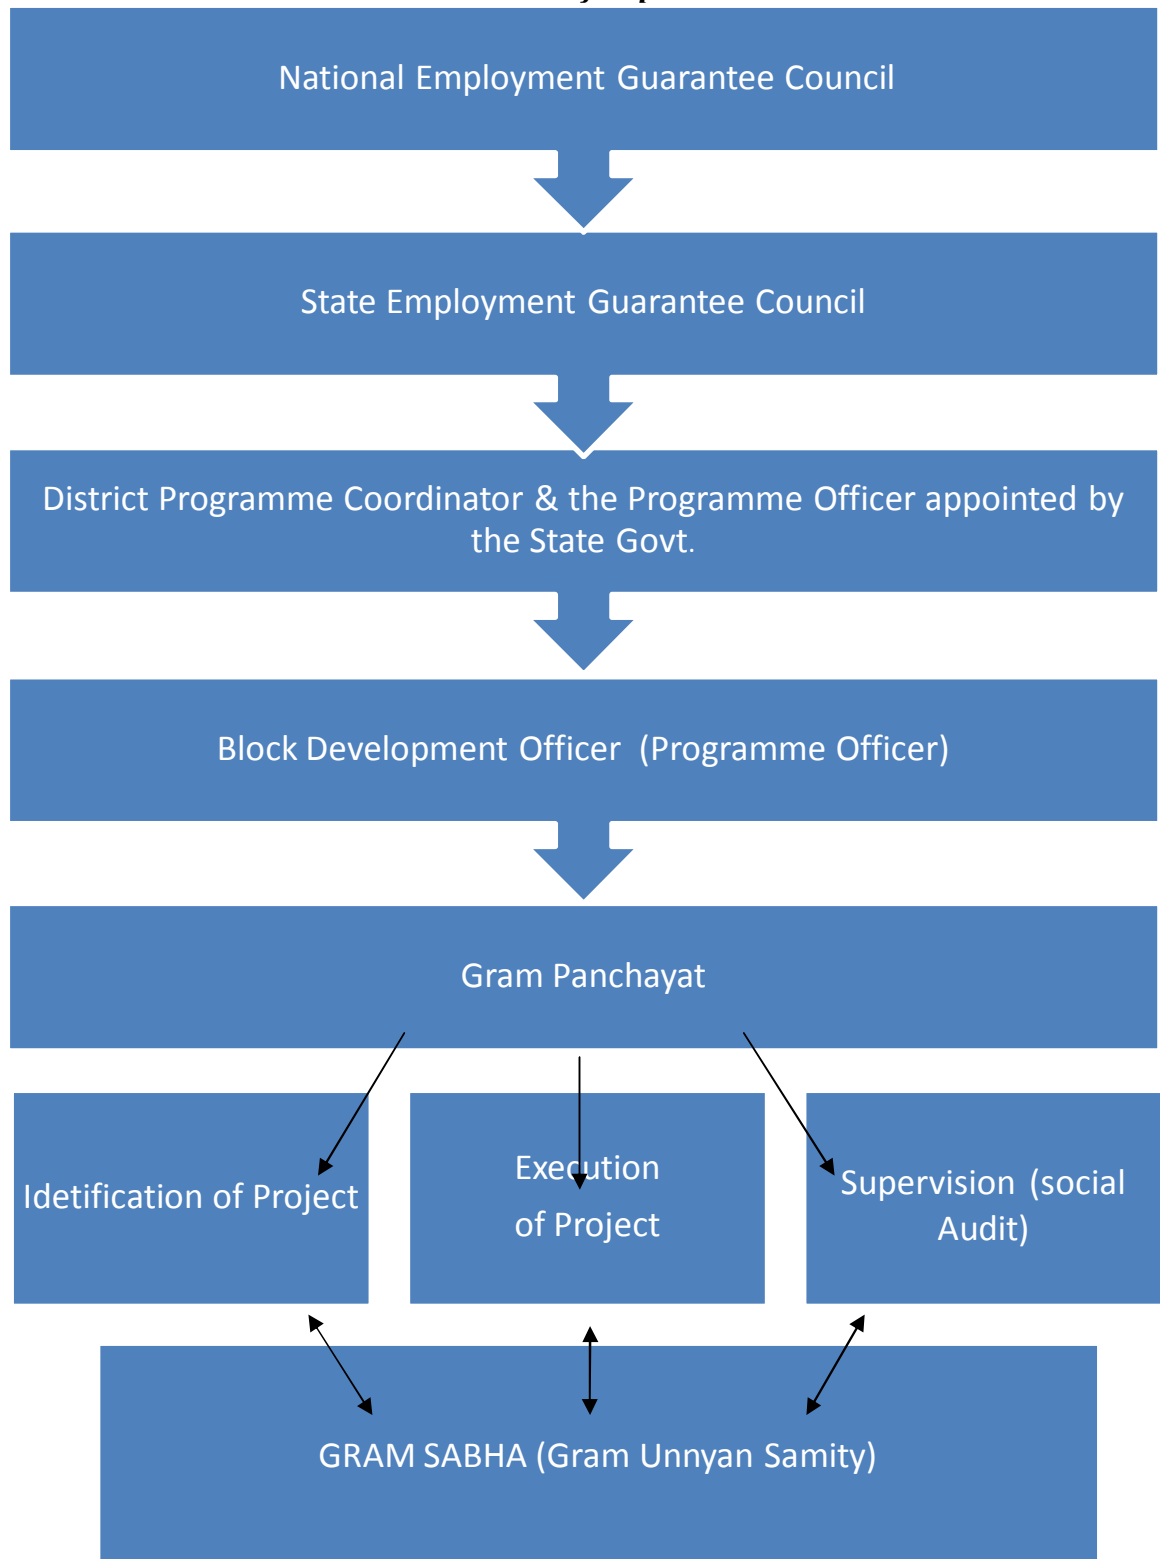 National Employment Guarantee Council
State Employment Guarantee Council
District Programme Coordinator & the Programme Officer appointed by
the State Govt.
Block Development Officer (Programme Officer)
Gram Panchayat
Idetification of Project
Execution
of Project
Supervision (social
Audit)
GRAM SABHA (Gram Unnyan Samity)